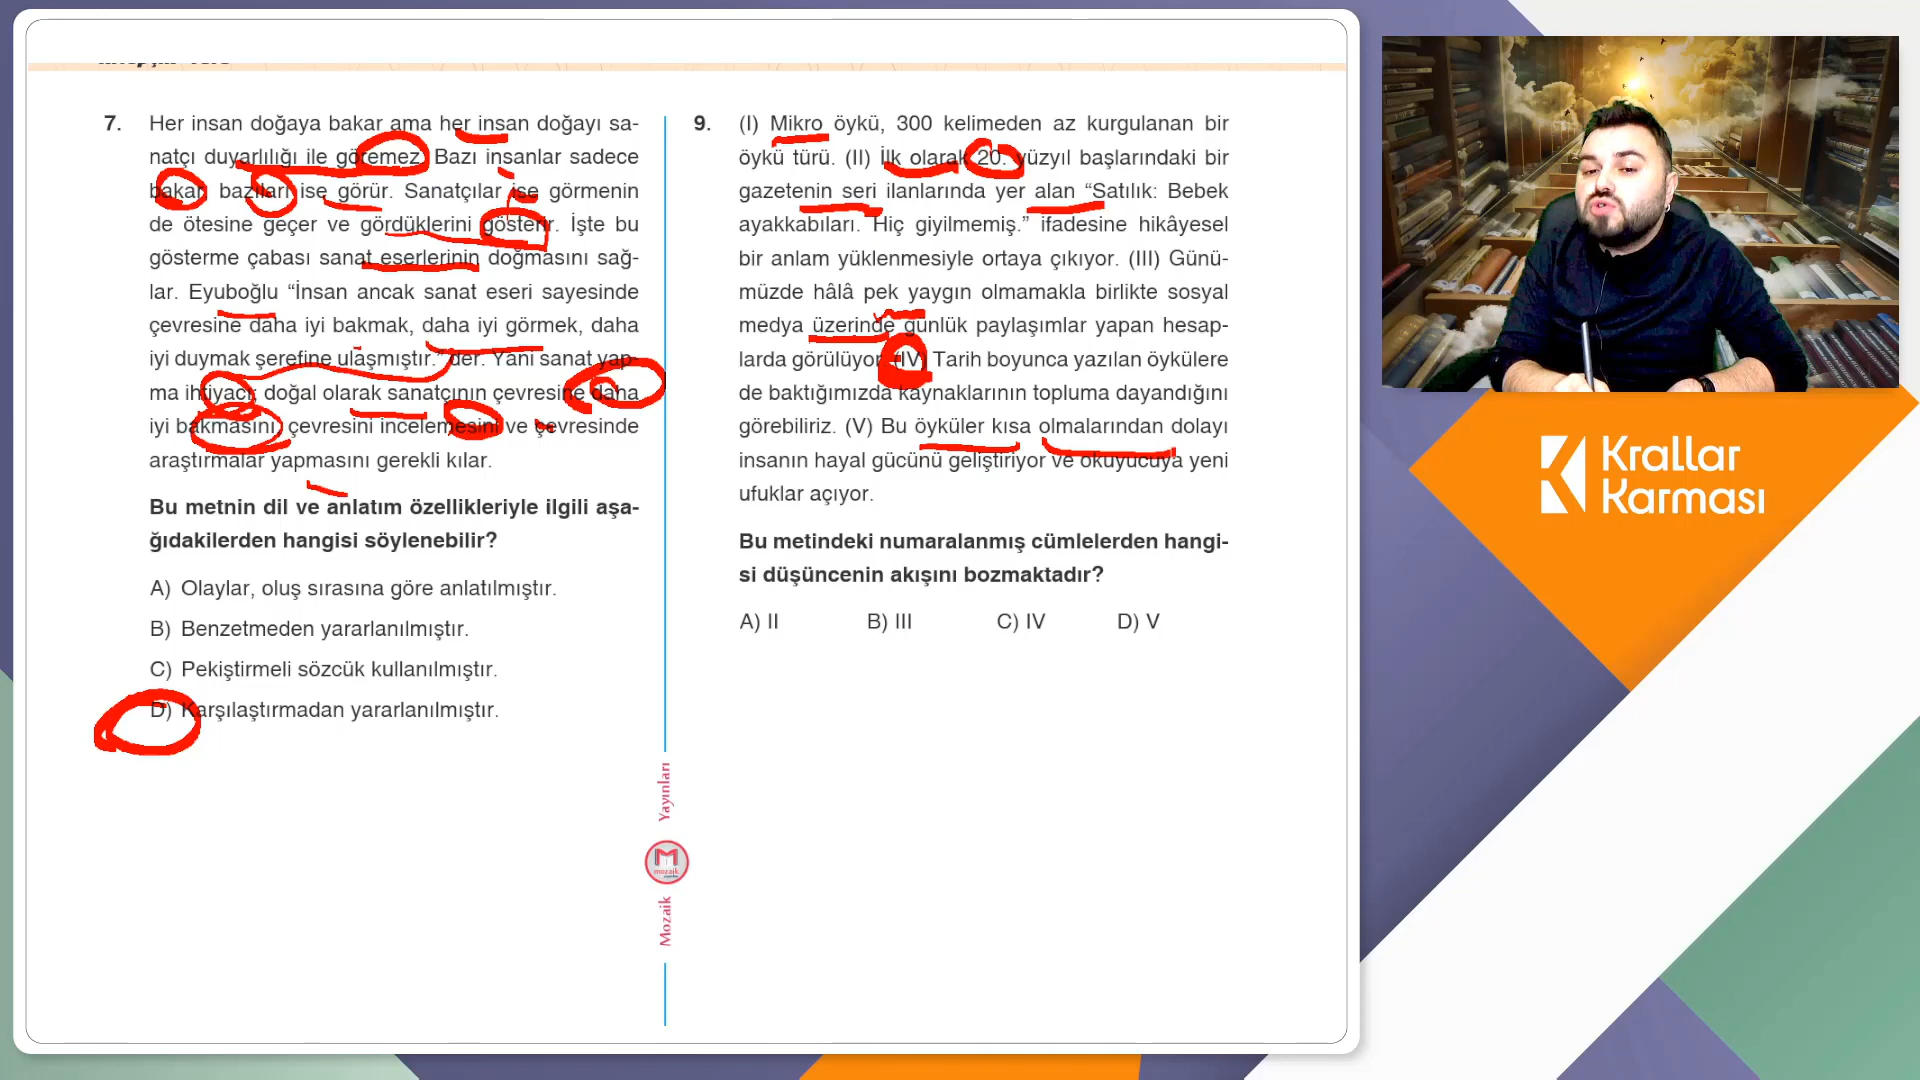 7. Her insan doğaya bakar ama her insan doğayı sa-
natçı duyarlılığı ile göremez. Bazı insanlar sadece
bakar, bazıları ise görür. Sanatçılar ise görmenin
de ötesine geçer ve gördüklerini gösterir. İşte bu
gösterme çabası sanat eserlerinin doğmasını sağ-
lar. Eyuboğlu “İnsan ancak sanat eseri sayesinde
çevresine daha iyi bakmak, daha iyi görmek, daha
iyi duymak şerefine ulaşmıştır.” der. Yani sanat yap-
ma ihtiyacı; doğal olarak sanatçının çevresine daha
iyi bakmasını, çevresini incelemesini ve çevresinde
araştırmalar yapmasını gerekli kılar.
Bu metnin dil ve anlatım özellikleriyle ilgili aşa-
ğıdakilerden hangisi söylenebilir?
A) Olaylar, oluş sırasına göre anlatılmıştır.
B) Benzetmeden yararlanılmıştır.
C) Pekiştirmeli sözcük kullanılmıştır.
D) Karşılaştırmadan yararlanılmıştır.
9. (I) Mikro öykü, 300 kelimeden az kurgulanan bir
öykü türü. (II) İlk olarak 20. yüzyıl başlarındaki bir
gazetenin seri ilanlarında yer alan “Satılık: Bebek
ayakkabıları. Hiç giyilmemiş.” ifadesine hikâyesel
bir anlam yüklenmesiyle ortaya çıkıyor. (III) Günü-
müzde hâlâ pek yaygın olmamakla birlikte sosyal
medya üzerinde günlük paylaşımlar yapan hesap-
larda görülüyor. (IV) Tarih boyunca yazılan öykülere
de baktığımızda kaynaklarının topluma dayandığını
görebiliriz. (V) Bu öyküler kısa olmalarından dolayı
insanın hayal gücünü geliştiriyor ve okuyucuya yeni
ufuklar açıyor.
Bu metindeki numaralanmış cümlelerden hangi-
si düşüncenin akışını bozmaktadır?
A) II B) III C) IV D) V
Mozaik mozaik Yayınları
Krallar
Karması